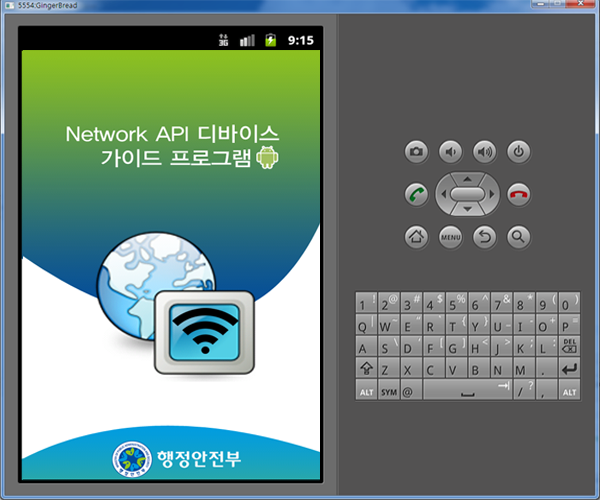 5554:GingerBread
3G 9:15
Network API 디바이스
가이드 프로그램
행정안전부
MENU
1 ! 2 @ 3 # 4 $ 5 % 6 ^ 7 & 8 * 9 ( 0 )
Q | W ~ E " R ` T { Y } U _ I - O + P =
A S \ D ' F [ G ] H < J > K ; L : DEL
Z X C V B N M .
ALT SYM @ / ? , ALT